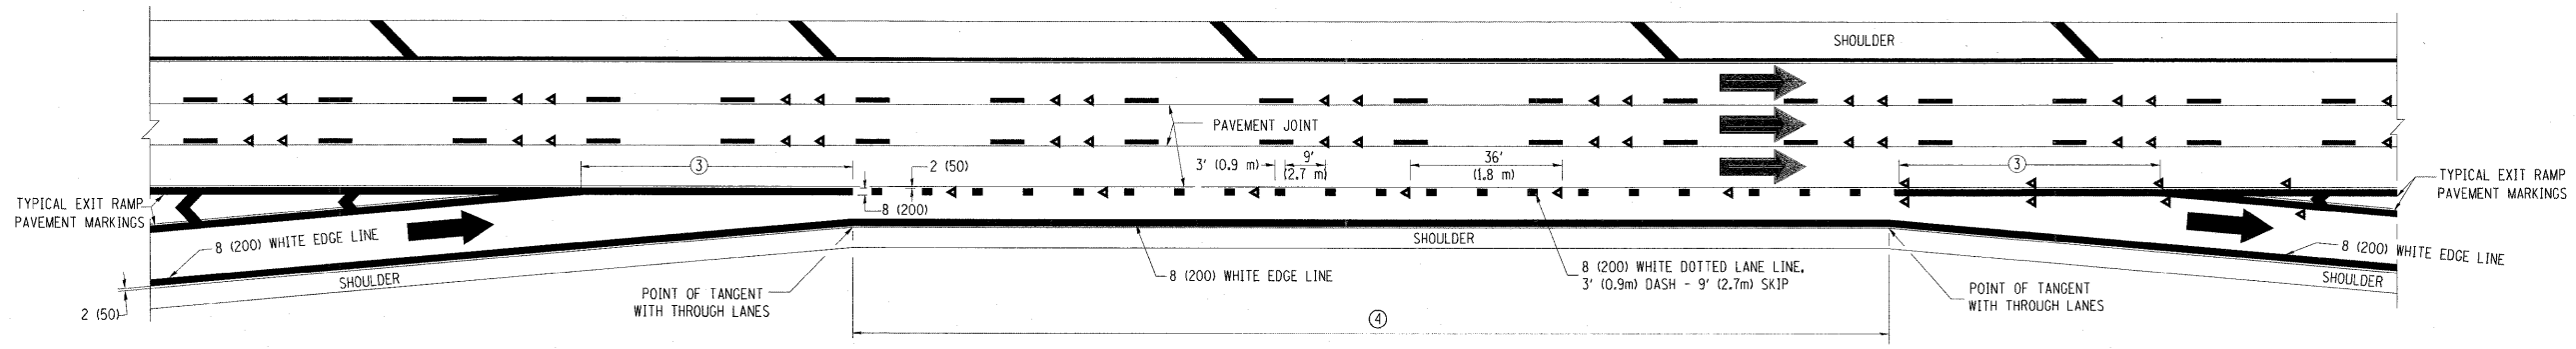 SHOULDER
PAVEMENT JOINT
3' (0.9 m)
9'
(2.7 m)
36'
(1.8 m)
3
2 (50)
8 (200)
3
TYPICAL EXIT RAMP
PAVEMENT MARKINGS
TYPICAL EXIT RAMP
PAVEMENT MARKINGS
8 (200) WHITE EDGE LINE
SHOULDER
2 (50)
POINT OF TANGENT
WITH THROUGH LANES
8 (200) WHITE EDGE LINE
SHOULDER
8 (200) WHITE DOTTED LANE LINE,
3' (0.9m) DASH - 9' (2.7m) SKIP
4
POINT OF TANGENT
WITH THROUGH LANES
8 (200) WHITE EDGE LINE
SHOULDER